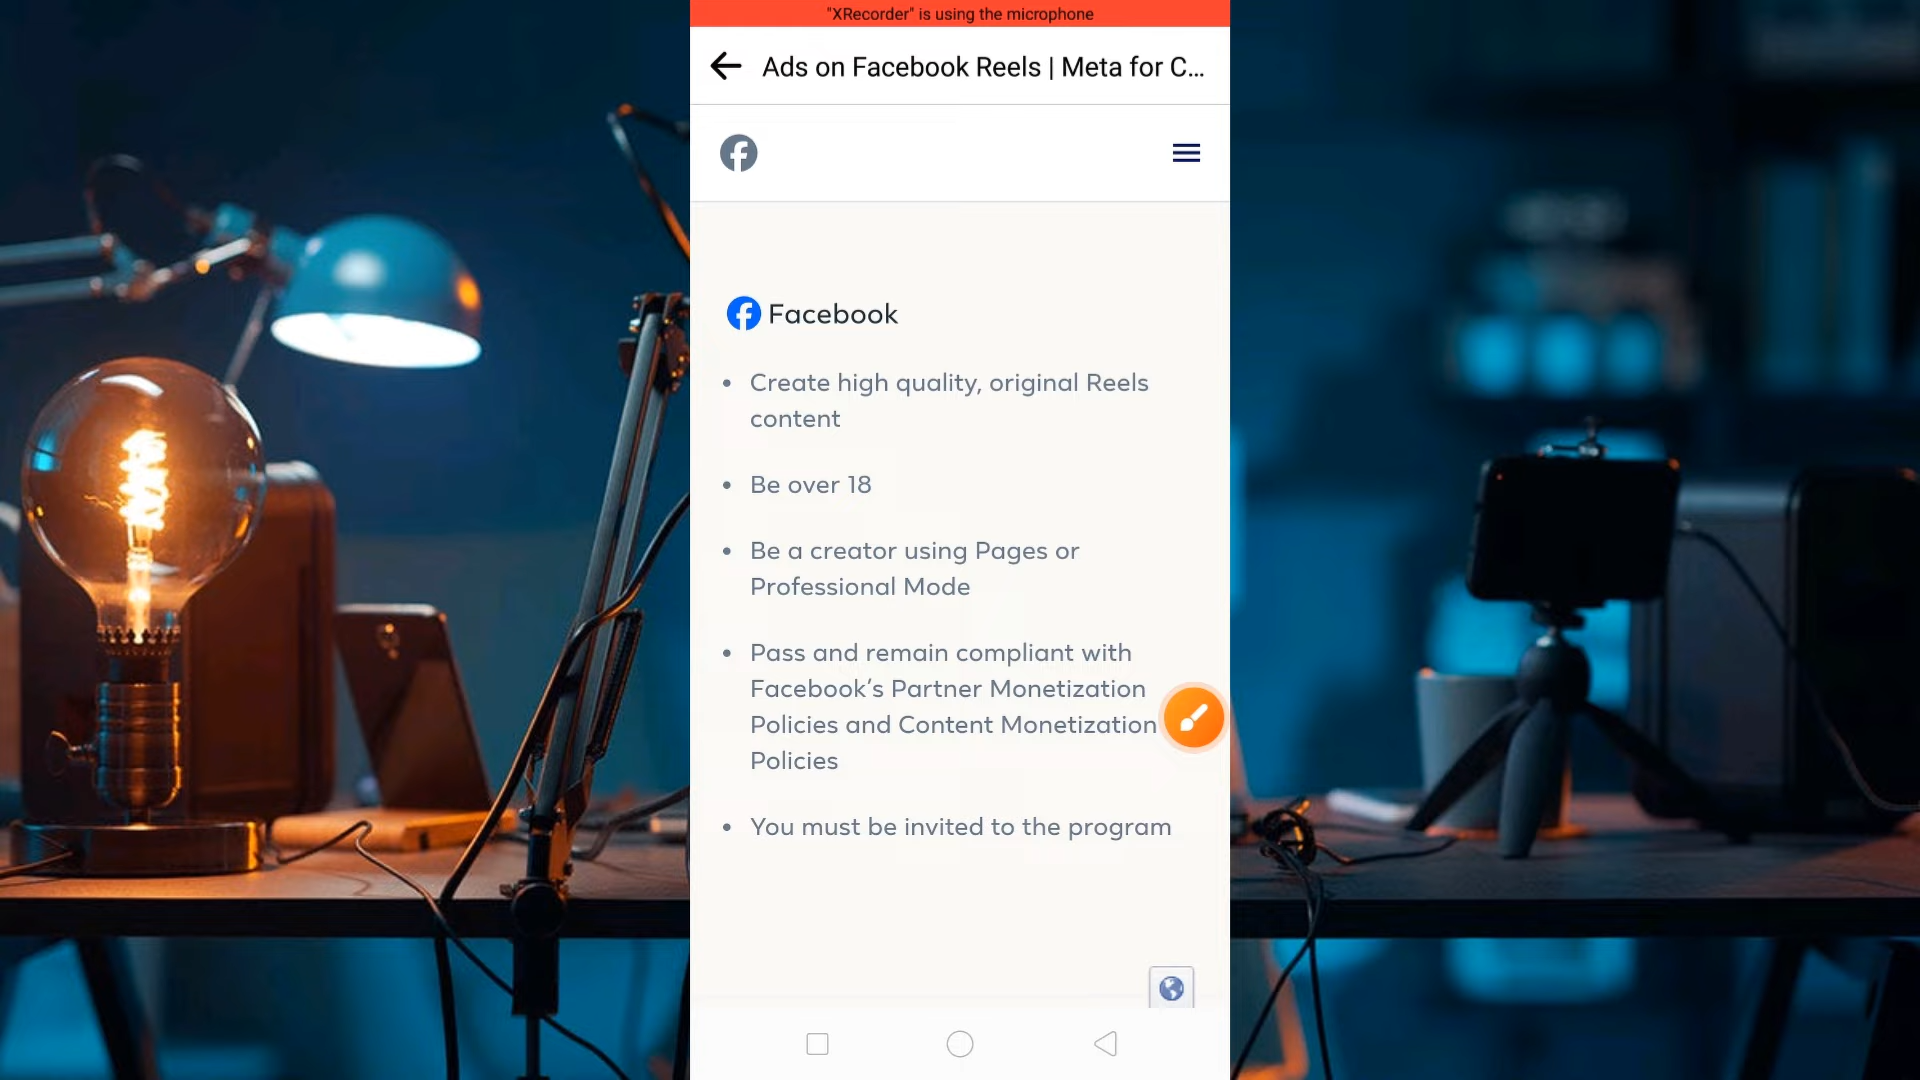 "XRecorder" is using the microphone
Ads on Facebook Reels | Meta for C...
Facebook
• Create high quality, original Reels
content
• Be over 18
• Be a creator using Pages or
Professional Mode
• Pass and remain compliant with
Facebook's Partner Monetization
Policies and Content Monetization
Policies
• You must be invited to the program